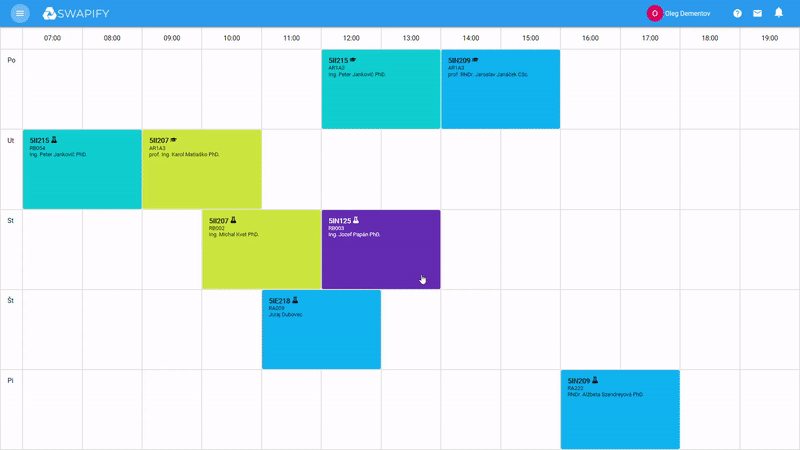 SWAPIFY
O Oleg Dementov
07:00 08:00 09:00 10:00 11:00 12:00 13:00 14:00 15:00 16:00 17:00 18:00 19:00
Po
5II215
AR1A3
Ing. Peter Jankovič PhD.
5IN209
AR1A3
prof. RNDr. Jaroslav Janáček CSc.
Ut
5II215
RB054
Ing. Peter Jankovič PhD.
5II207
AR1A3
prof. Ing. Karol Matiaško PhD.
St
5II207
RB002
Ing. Michal Kvet PhD.
5IN125
RB003
Ing. Jozef Papán PhD.
Št
5IE218
RA009
Juraj Dubovec
Pi
5IN209
RA222
RNDr. Alžbeta Szendreyová PhD.